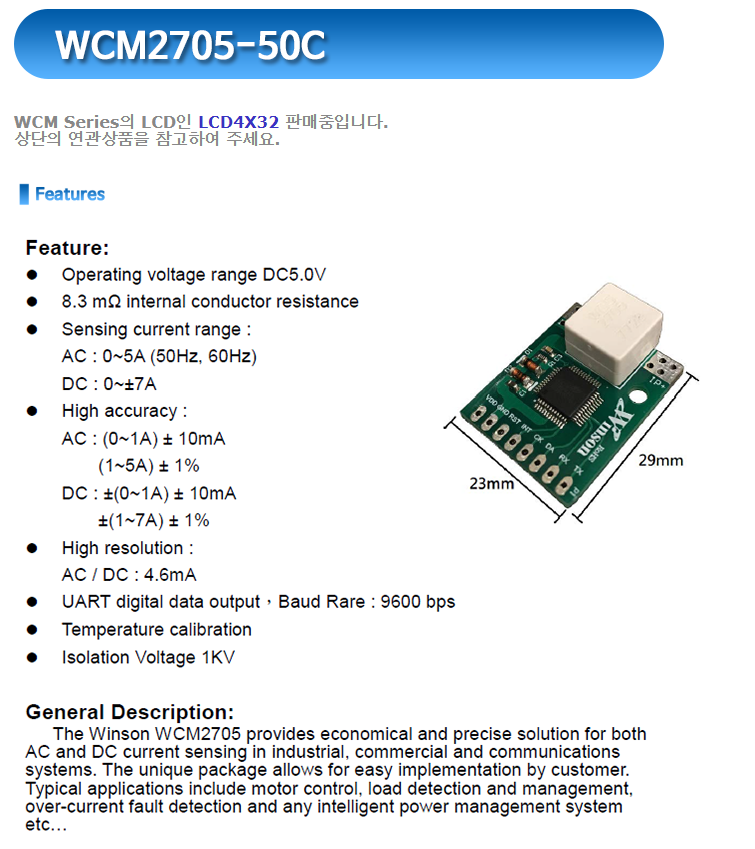 WCM2705-50C
WCM Series의 LCD인 LCD4X32 판매중입니다.
상단의 연관상품을 참고하여 주세요.
Features
Feature:
● Operating voltage range DC5.0V
● 8.3 mΩ internal conductor resistance
● Sensing current range :
AC : 0~5A (50Hz, 60Hz)
DC : 0~±7A
● High accuracy :
AC : (0~1A) ± 10mA
(1~5A) ± 1%
DC : ±(0~1A) ± 10mA
±(1~7A) ± 1%
● High resolution :
AC / DC : 4.6mA
● UART digital data output，Baud Rare : 9600 bps
● Temperature calibration
● Isolation Voltage 1KV
VDD GND RST INT CK DA RX TX
IP+
Winson
RoHS
23mm
29mm
General Description:
The Winson WCM2705 provides economical and precise solution for both
AC and DC current sensing in industrial, commercial and communications
systems. The unique package allows for easy implementation by customer.
Typical applications include motor control, load detection and management,
over-current fault detection and any intelligent power management system
etc…